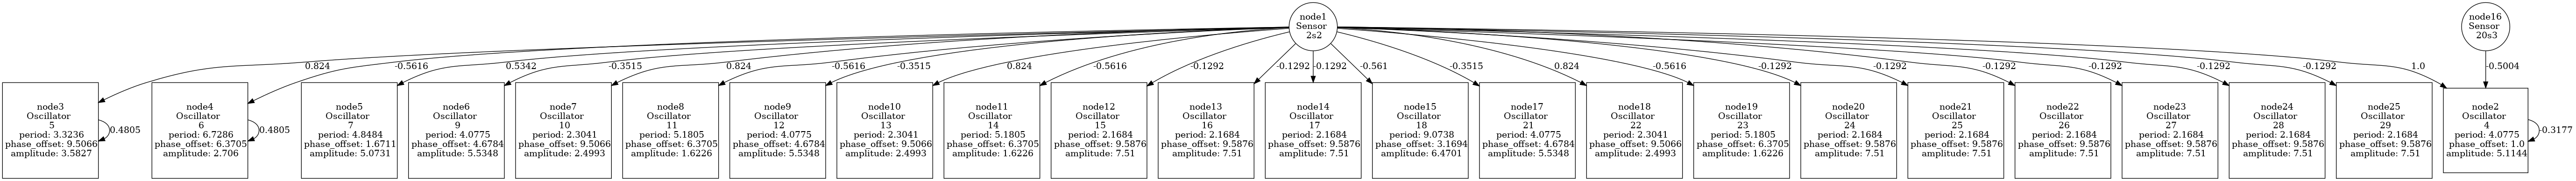 node1
Sensor
2s2
node16
Sensor
20s3
0.824
-0.5616
0.5342
-0.3515
0.824
-0.5616
-0.3515
0.824
-0.5616
-0.1292
-0.1292
-0.1292
-0.561
-0.3515
0.824
-0.5616
-0.1292
-0.1292
-0.1292
-0.1292
-0.1292
-0.1292
1.0
-0.5004
node3
Oscillator
5
period: 3.3236
phase_offset: 9.5066
amplitude: 3.5827
0.4805
node4
Oscillator
6
period: 6.7286
phase_offset: 6.3705
amplitude: 2.706
0.4805
node5
Oscillator
7
period: 4.8484
phase_offset: 1.6711
amplitude: 5.0731
node6
Oscillator
9
period: 4.0775
phase_offset: 4.6784
amplitude: 5.5348
node7
Oscillator
10
period: 2.3041
phase_offset: 9.5066
amplitude: 2.4993
node8
Oscillator
11
period: 5.1805
phase_offset: 6.3705
amplitude: 1.6226
node9
Oscillator
12
period: 4.0775
phase_offset: 4.6784
amplitude: 5.5348
node10
Oscillator
13
period: 2.3041
phase_offset: 9.5066
amplitude: 2.4993
node11
Oscillator
14
period: 5.1805
phase_offset: 6.3705
amplitude: 1.6226
node12
Oscillator
15
period: 2.1684
phase_offset: 9.5876
amplitude: 7.51
node13
Oscillator
16
period: 2.1684
phase_offset: 9.5876
amplitude: 7.51
node14
Oscillator
17
period: 2.1684
phase_offset: 9.5876
amplitude: 7.51
node15
Oscillator
18
period: 9.0738
phase_offset: 3.1694
amplitude: 6.4701
node17
Oscillator
21
period: 4.0775
phase_offset: 4.6784
amplitude: 5.5348
node18
Oscillator
22
period: 2.3041
phase_offset: 9.5066
amplitude: 2.4993
node19
Oscillator
23
period: 5.1805
phase_offset: 6.3705
amplitude: 1.6226
node20
Oscillator
24
period: 2.1684
phase_offset: 9.5876
amplitude: 7.51
node21
Oscillator
25
period: 2.1684
phase_offset: 9.5876
amplitude: 7.51
node22
Oscillator
26
period: 2.1684
phase_offset: 9.5876
amplitude: 7.51
node23
Oscillator
27
period: 2.1684
phase_offset: 9.5876
amplitude: 7.51
node24
Oscillator
28
period: 2.1684
phase_offset: 9.5876
amplitude: 7.51
node25
Oscillator
29
period: 2.1684
phase_offset: 9.5876
amplitude: 7.51
node2
Oscillator
4
period: 4.0775
phase_offset: 1.0
amplitude: 5.1144
-0.3177